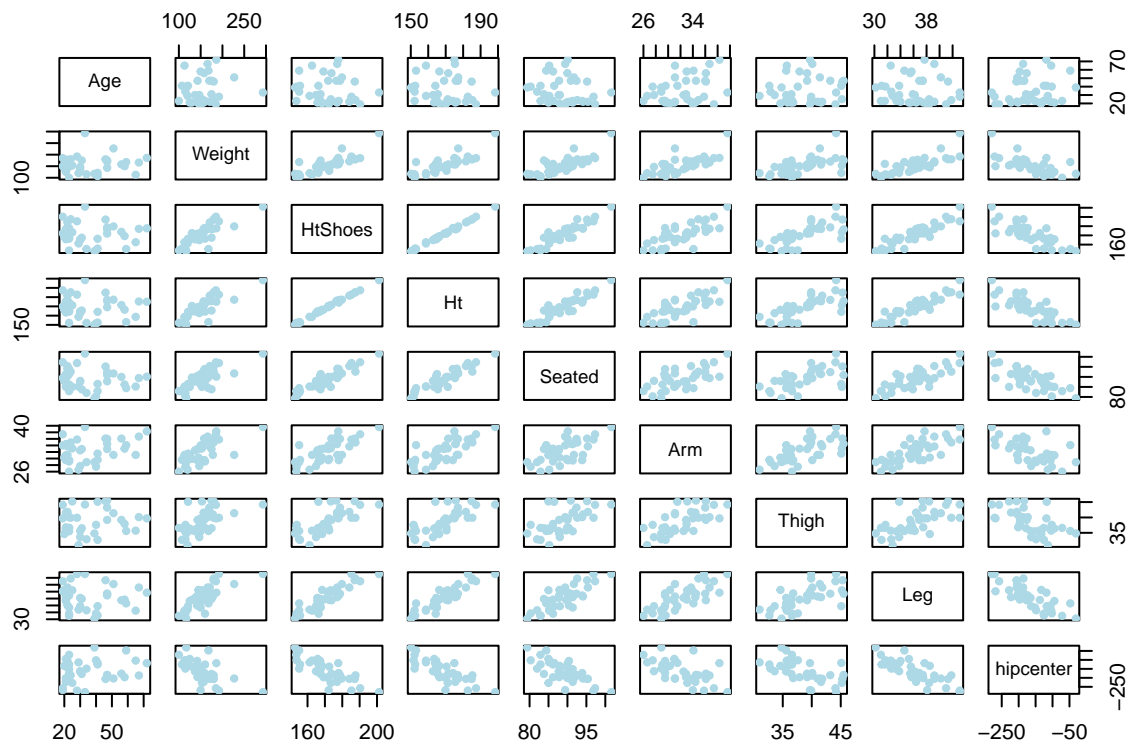 100 250 150 190 26 34 30 38
Age 20 70
100 Weight
HtShoes 160
150 Ht
Seated 80
26 40 Arm
Thigh 35
30 Leg
hipcenter −250
20 50 160 200 80 95 35 45 −250 −50